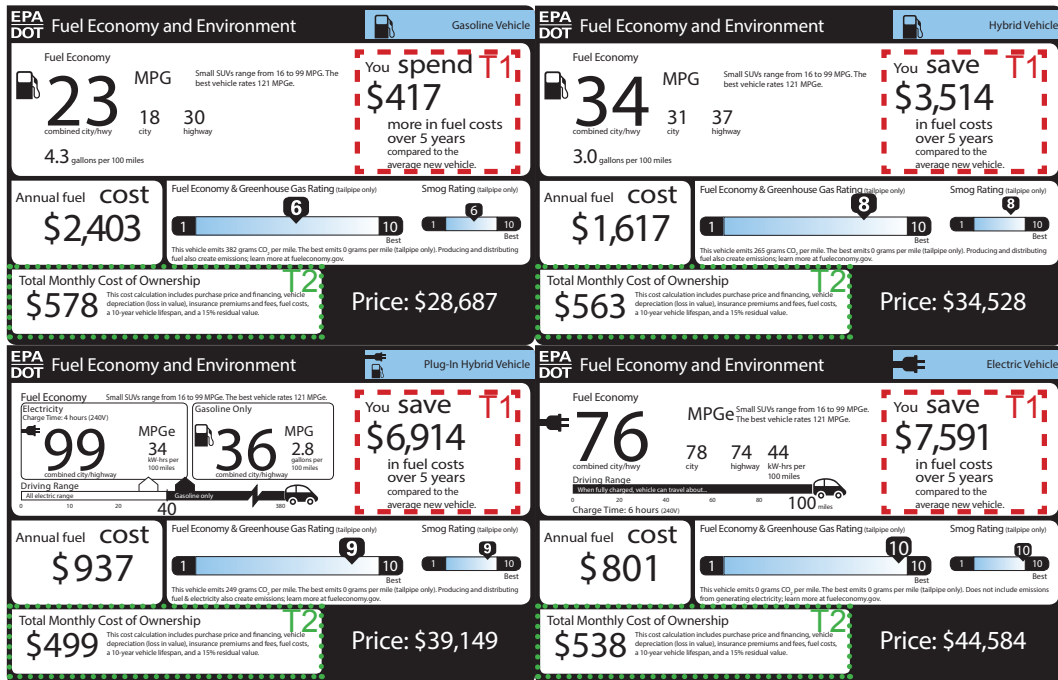 EPA
DOT Fuel Economy and Environment
Gasoline Vehicle
Fuel Economy
23
MPG
Small SUVs range from 16 to 99 MPG. The
best vehicle rates 121 MPGe.
18 30
city highway
combined city/hwy
4.3 gallons per 100 miles
You spend T1
$417
more in fuel costs
over 5 years
compared to the
average new vehicle.
Annual fuel cost
$2,403
Fuel Economy & Greenhouse Gas Rating (tailpipe only)
Smog Rating (tailpipe only)
1 6 10
Best
1 6 10
Best
This vehicle emits 382 grams CO2 per mile. The best emits 0 grams per mile (tailpipe only). Producing and distributing
fuel also create emissions; learn more at fueleconomy.gov.
Total Monthly Cost of Ownership T2
$578
This cost calculation includes purchase price and financing, vehicle
depreciation (loss in value), insurance premiums and fees, fuel costs,
a 10-year vehicle lifespan, and a 15% residual value.
Price: $28,687
EPA
DOT Fuel Economy and Environment
Hybrid Vehicle
Fuel Economy
34
MPG
Small SUVs range from 16 to 99 MPG. The
best vehicle rates 121 MPGe.
31 37
city highway
combined city/hwy
3.0 gallons per 100 miles
You save T1
$3,514
in fuel costs
over 5 years
compared to the
average new vehicle.
Annual fuel cost
$1,617
Fuel Economy & Greenhouse Gas Rating (tailpipe only)
Smog Rating (tailpipe only)
1 8 10
Best
1 8 10
Best
This vehicle emits 265 grams CO2 per mile. The best emits 0 grams per mile (tailpipe only). Producing and distributing
fuel also create emissions; learn more at fueleconomy.gov.
Total Monthly Cost of Ownership T2
$563
This cost calculation includes purchase price and financing, vehicle
depreciation (loss in value), insurance premiums and fees, fuel costs,
a 10-year vehicle lifespan, and a 15% residual value.
Price: $34,528
EPA
DOT Fuel Economy and Environment
Plug-In Hybrid Vehicle
Fuel Economy
Small SUVs range from 16 to 99 MPG. The best vehicle rates 121 MPGe.
Electricity
Charge Time: 4 hours (240V)
99
MPGe
34
kW-hrs per
100 miles
combined city/highway
Gasoline Only
36
MPG
2.8
gallons per
100 miles
combined city/highway
Driving Range
All electric range
Gasoline only
0 10 20 40 380
You save T1
$6,914
in fuel costs
over 5 years
compared to the
average new vehicle.
Annual fuel cost
$937
Fuel Economy & Greenhouse Gas Rating (tailpipe only)
Smog Rating (tailpipe only)
1 9 10
Best
1 9 10
Best
This vehicle emits 249 grams CO2 per mile. The best emits 0 grams per mile (tailpipe only). Producing and distributing
fuel & electricity also create emissions; learn more at fueleconomy.gov.
Total Monthly Cost of Ownership T2
$499
This cost calculation includes purchase price and financing, vehicle
depreciation (loss in value), insurance premiums and fees, fuel costs,
a 10-year vehicle lifespan, and a 15% residual value.
Price: $39,149
EPA
DOT Fuel Economy and Environment
Electric Vehicle
Fuel Economy
76
MPGe
Small SUVs range from 16 to 99 MPGe.
The best vehicle rates 121 MPGe.
78 74 44
city highway kW-hrs per
100 miles
combined city/hwy
Driving Range
When fully charged, vehicle can travel about...
0 20 40 60 80 100 miles
Charge Time: 6 hours (240V)
You save T1
$7,591
in fuel costs
over 5 years
compared to the
average new vehicle.
Annual fuel cost
$801
Fuel Economy & Greenhouse Gas Rating (tailpipe only)
Smog Rating (tailpipe only)
1 10 10
Best
1 10 10
Best
This vehicle emits 0 grams CO2 per mile. The best emits 0 grams per mile (tailpipe only). Does not include emissions
from generating electricity; learn more at fueleconomy.gov.
Total Monthly Cost of Ownership T2
$538
This cost calculation includes purchase price and financing, vehicle
depreciation (loss in value), insurance premiums and fees, fuel costs,
a 10-year vehicle lifespan, and a 15% residual value.
Price: $44,584